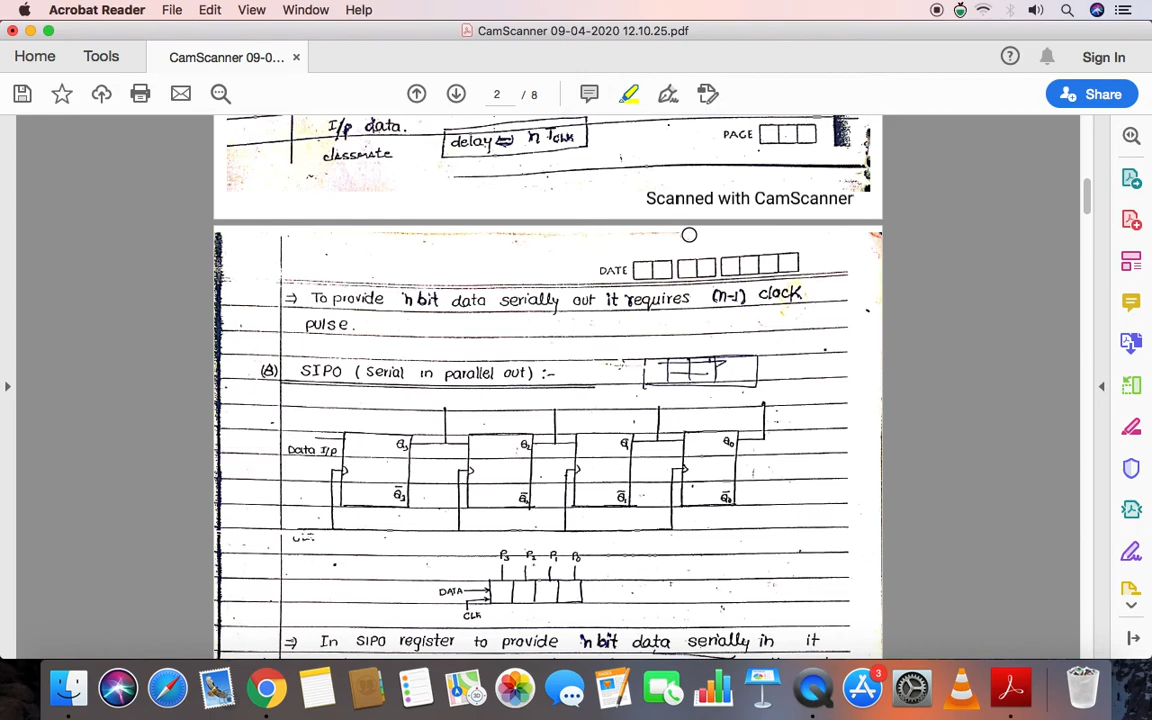 Acrobat Reader File Edit View Window Help
CamScanner 09-04-2020 12.10.25.pdf
Home Tools CamScanner 09-0... × Sign In
2 / 8 Share
I/p data.
delay ⇔ n Tclk
PAGE
classmate
Scanned with CamScanner
DATE
⇒ To provide 'n bit data serially out it requires (n-1) clock
pulse.
SIPO (serial in parallel out) :-
Data I/p Q3 Q2 Q1 Q0
Q̅3 Q̅2 Q̅1 Q̅0
P3 P2 P1 P0
DATA
CLK
⇒ In SIPO register to provide 'n bit data serially in it
3